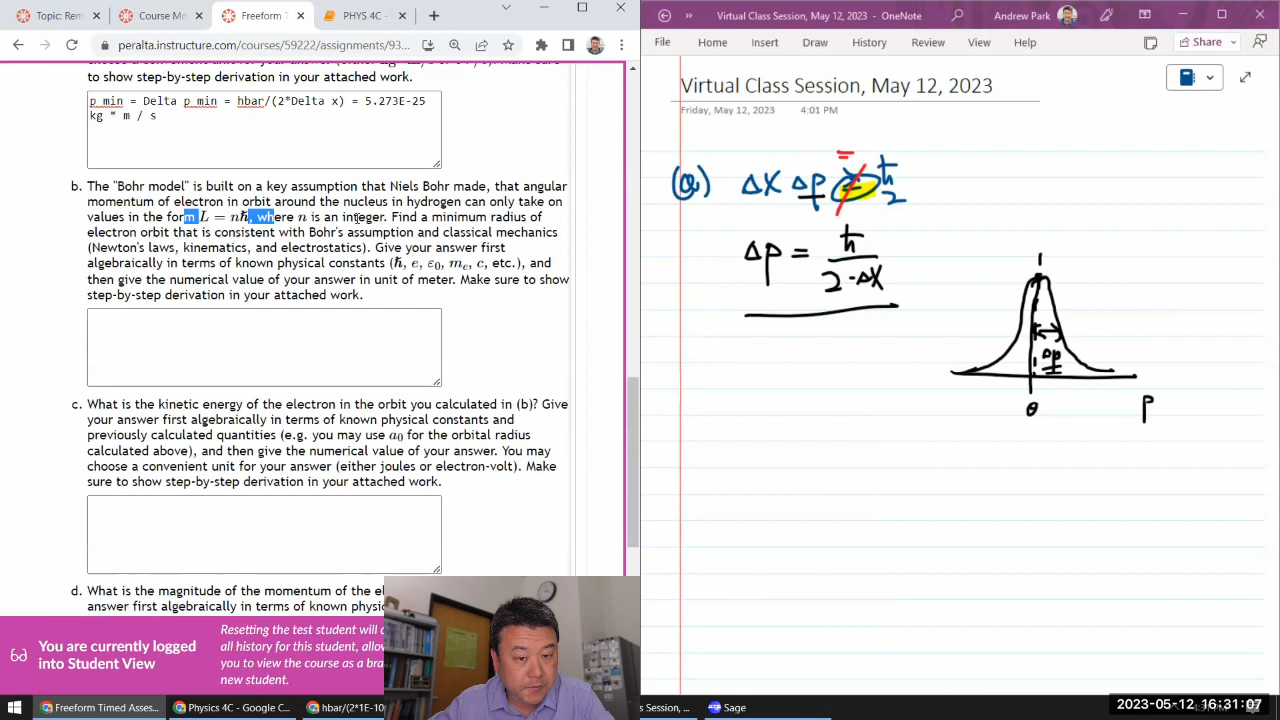 Topic: Rem
Course Mo
Freeform T
PHYS 4C -
peralta.instructure.com/courses/59222/assignments/93...
to show step-by-step derivation in your attached work.
p_min = Delta p_min = hbar/(2*Delta x) = 5.273E-25
kg * m / s
b. The "Bohr model" is built on a key assumption that Niels Bohr made, that angular
momentum of electron in orbit around the nucleus in hydrogen can only take on
values in the form L = nℏ, where n is an integer. Find a minimum radius of
electron orbit that is consistent with Bohr's assumption and classical mechanics
(Newton's laws, kinematics, and electrostatics). Give your answer first
algebraically in terms of known physical constants (ℏ, e, ε₀, mₑ, c, etc.), and
then give the numerical value of your answer in unit of meter. Make sure to show
step-by-step derivation in your attached work.
c. What is the kinetic energy of the electron in the orbit you calculated in (b)? Give
your answer first algebraically in terms of known physical constants and
previously calculated quantities (e.g. you may use a₀ for the orbital radius
calculated above), and then give the numerical value of your answer. You may
choose a convenient unit for your answer (either joules or electron-volt). Make
sure to show step-by-step derivation in your attached work.
d. What is the magnitude of the momentum of the el
answer first algebraically in terms of known physic
You are currently logged
into Student View
Resetting the test student will c
all history for this student, allow
you to view the course as a bra
new student.
Freeform Timed Asses...
Physics 4C - Google C...
hbar/(2*1E-10
Virtual Class Session, May 12, 2023 - OneNote
Andrew Park
File
Home
Insert
Draw
History
Review
View
Help
Share
Virtual Class Session, May 12, 2023
Friday, May 12, 2023
4:01 PM
(a) ΔX Δp = ≥ ℏ/2
Δp = ℏ/(2·ΔX)
Δp
0
p
s Session, ...
Sage
2023-05-12 16:31:07